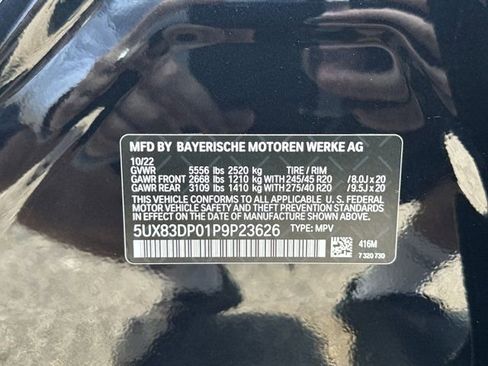 MFD BY BAYERISCHE MOTOREN WERKE AG
10/22
GVWR 5556 lbs 2520 kg TIRE / RIM
GAWR FRONT 2668 lbs 1210 kg WITH 245/45 R20 /8.0J x 20
GAWR REAR 3109 lbs 1410 kg WITH 275/40 R20 /9.5J x 20
THIS VEHICLE CONFORMS TO ALL APPLICABLE U. S. FEDERAL
MOTOR VEHICLE SAFETY AND THEFT PREVENTION STANDARDS
IN EFFECT ON THE DATE OF MANUFACTURE SHOWN ABOVE.
5UX83DP01P9P23626 TYPE: MPV 416M
7 320 730